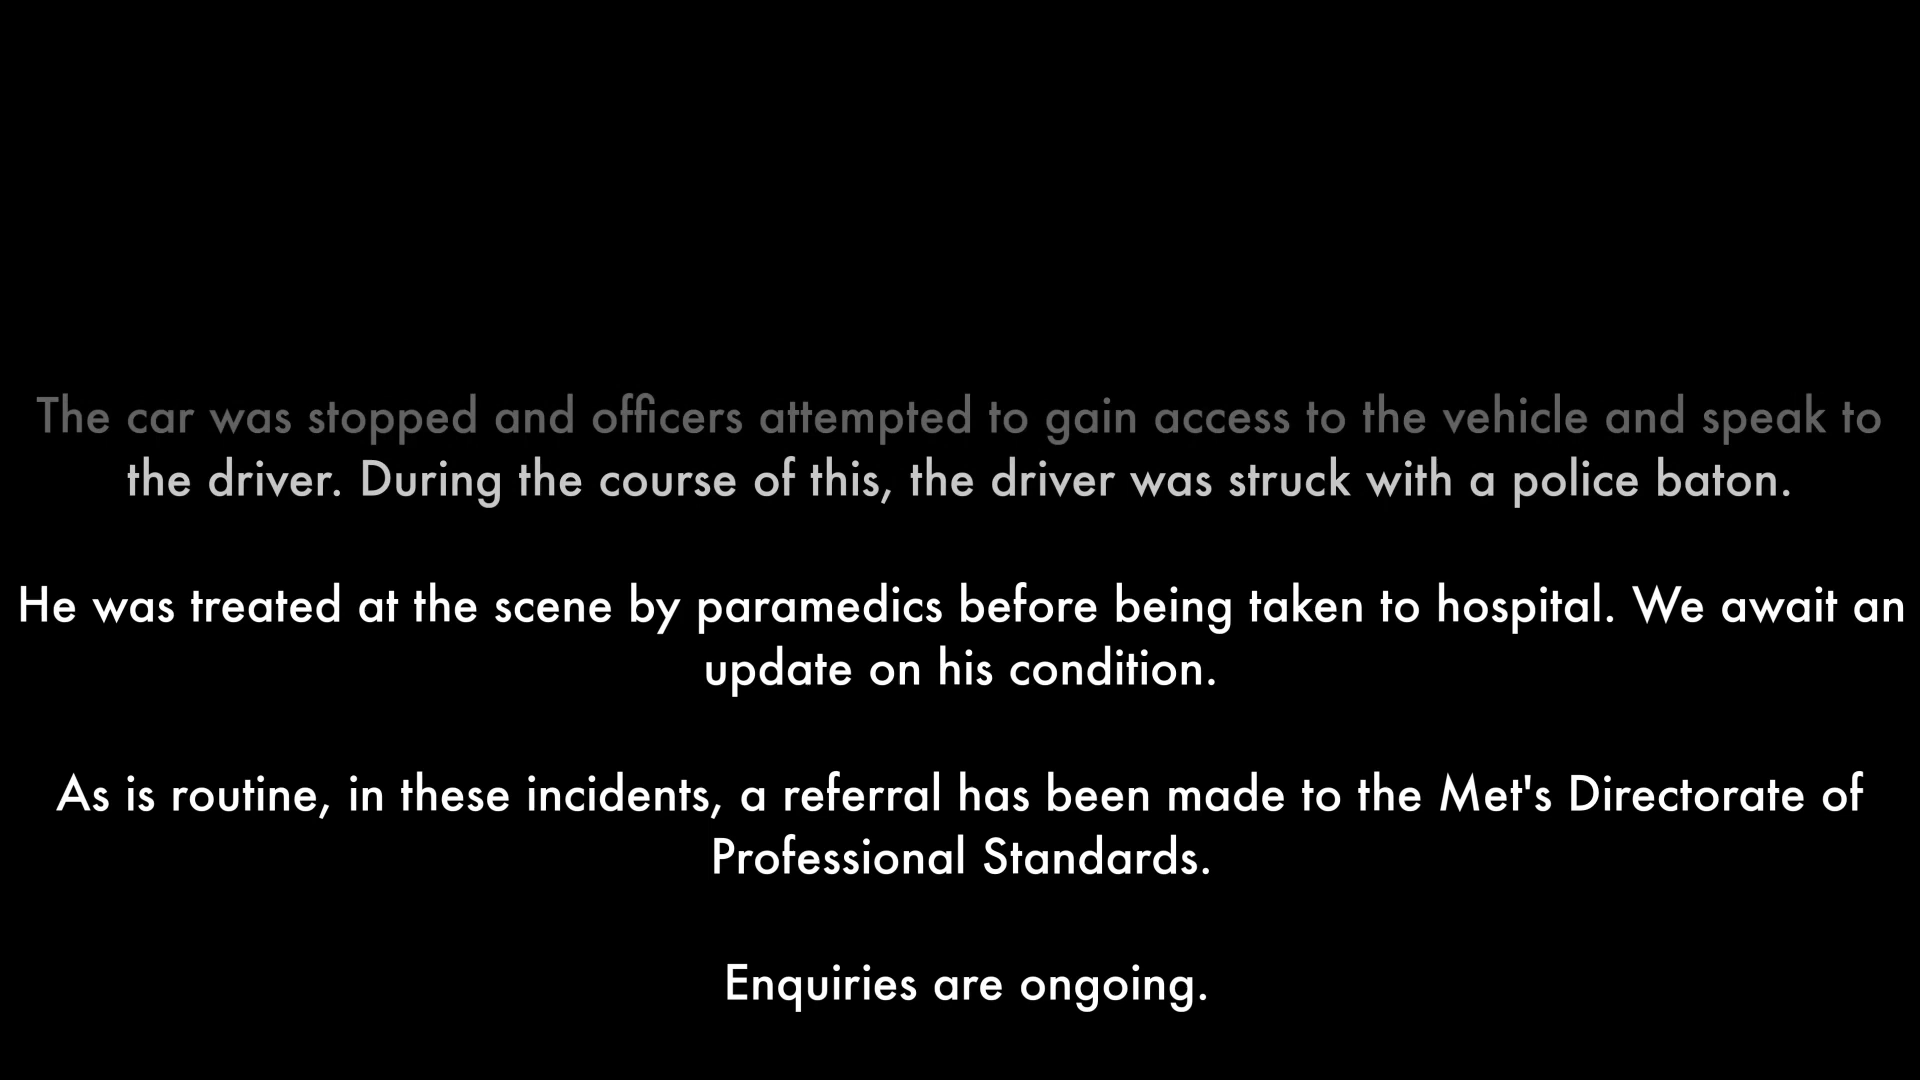 The car was stopped and officers attempted to gain access to the vehicle and speak to
the driver. During the course of this, the driver was struck with a police baton.
He was treated at the scene by paramedics before being taken to hospital. We await an
update on his condition.
As is routine, in these incidents, a referral has been made to the Met's Directorate of
Professional Standards.
Enquiries are ongoing.